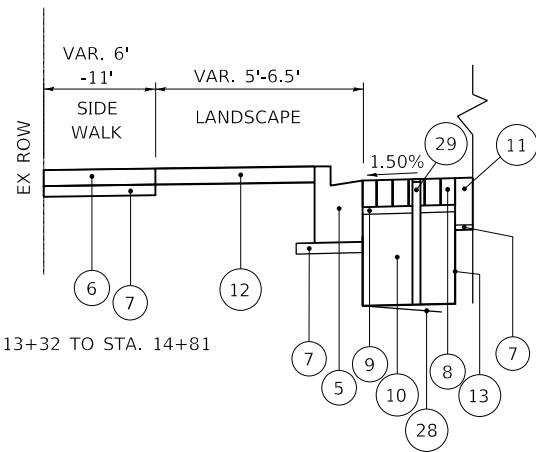 VAR. 6'
-11'
VAR. 5'-6.5'
SIDE
WALK
LANDSCAPE
EX ROW
1.50%
29
11
6
7
12
13+32 TO STA. 14+81
7
5
9
10
28
8
13
7